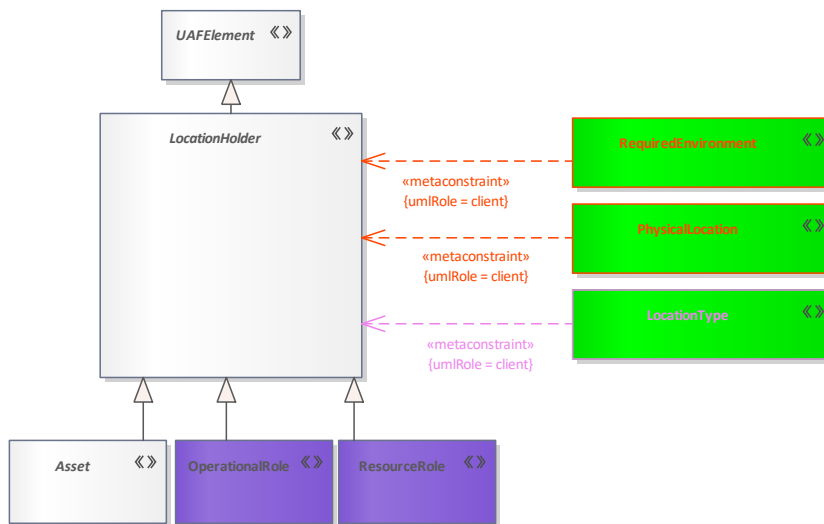 UAFElement «»
LocationHolder «»
RequiredEnvironment «»
«metaconstraint»
{umlRole = client}
PhysicalLocation «»
«metaconstraint»
{umlRole = client}
LocationType «»
«metaconstraint»
{umlRole = client}
Asset «»
OperationalRole «»
ResourceRole «»